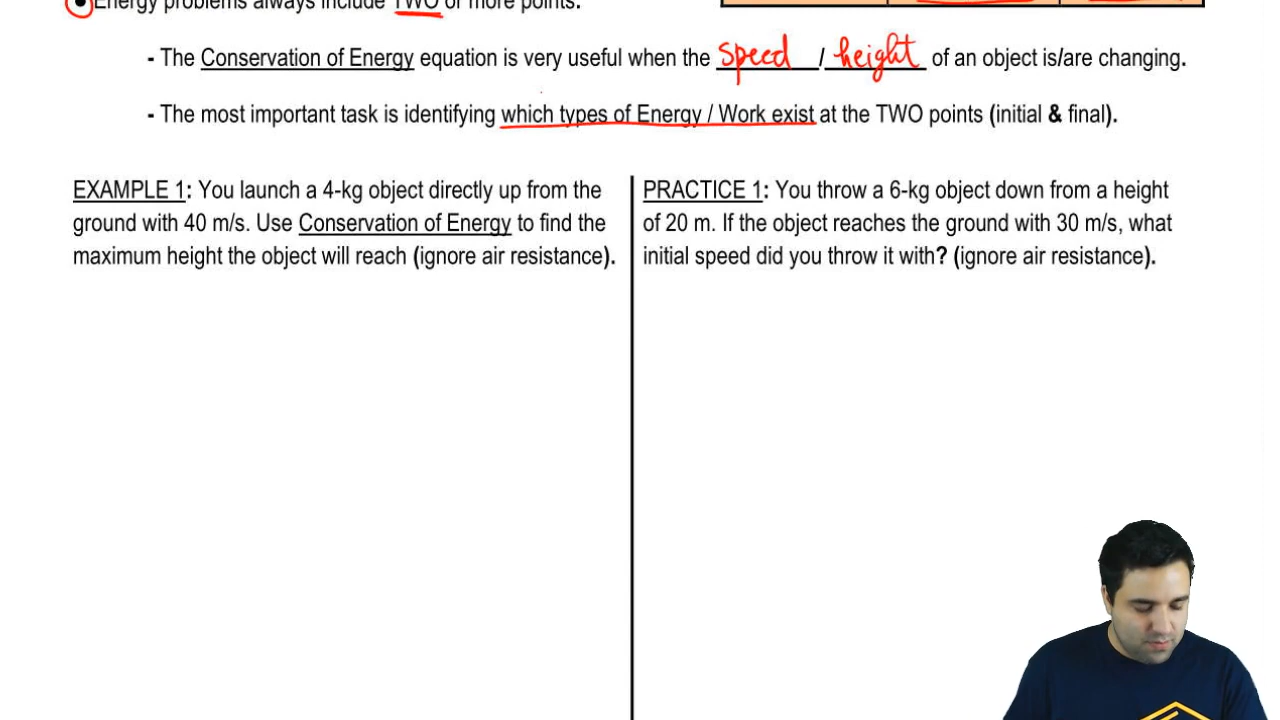 Energy problems always include TWO or more points.
- The Conservation of Energy equation is very useful when the speed / height of an object is/are changing.
- The most important task is identifying which types of Energy / Work exist at the TWO points (initial & final).
EXAMPLE 1: You launch a 4-kg object directly up from the
ground with 40 m/s. Use Conservation of Energy to find the
maximum height the object will reach (ignore air resistance).
PRACTICE 1: You throw a 6-kg object down from a height
of 20 m. If the object reaches the ground with 30 m/s, what
initial speed did you throw it with? (ignore air resistance).